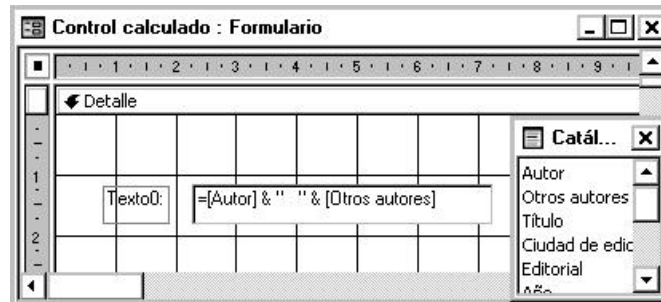 Control calculado : Formulario
1 2 3 4 5 6 7 8 9
Detalle
1
2
Texto0:
=[Autor] & "   " & [Otros autores]
Catál...
Autor
Otros autores
Título
Ciudad de edic
Editorial
Año